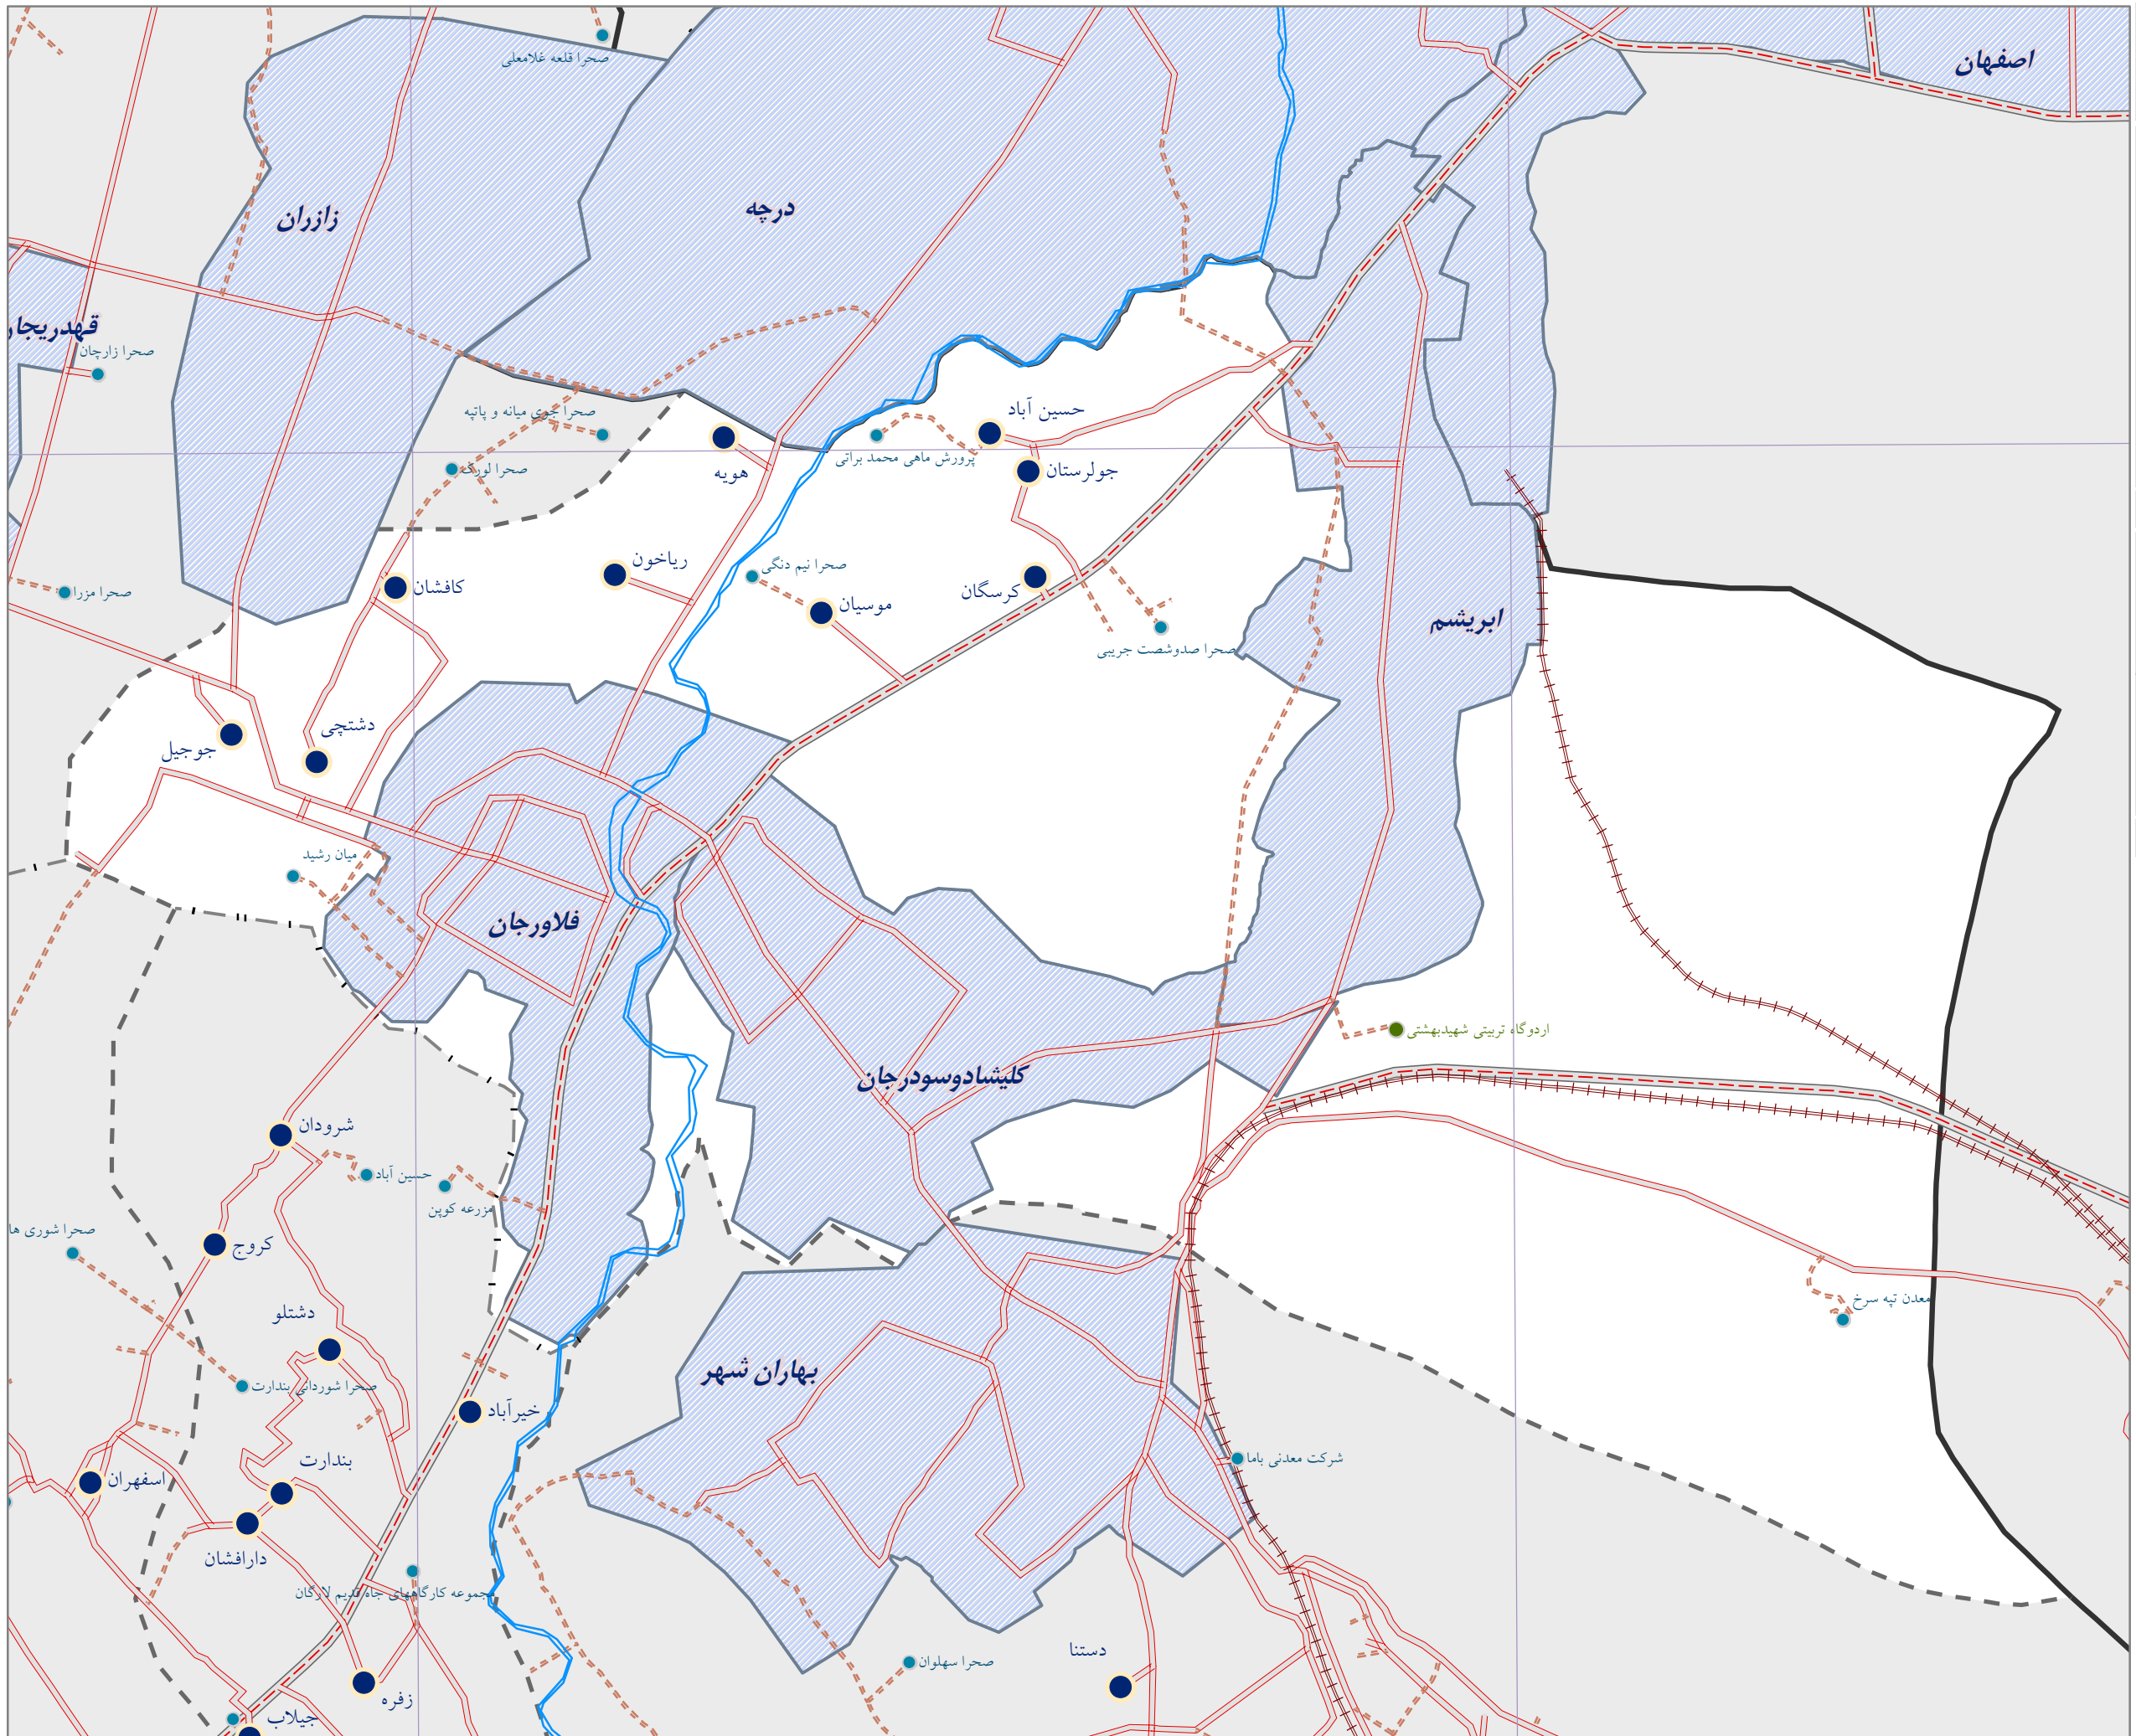 اصفهان
صحرا قلعه غلامعلی
درچه
زازران
قهدریجان
صحرا زارچان
حسین آباد
صحرا جوی میانه و پاتپه
پرورش ماهی محمد براتی
هویه
صحرا لورک
جولرستان
ریاخون
صحرا نیم دنگی
کافشان
صحرا مزرا
کرسگان
موسیان
ابریشم
صحرا صدوشصت جریبی
دشتچی
جوجیل
میان رشید
فلاورجان
اردوگاه تربیتی شهیدبهشتی
کلیشادوسودرجان
شرودان
حسین آباد
مزرعه کوپن
صحرا شوری ها
کروج
معدن تپه سرخ
دشتلو
بهاران شهر
صحرا شوردانی بندارت
خیرآباد
شرکت معدنی باما
بندارت
اسفهران
دارافشان
مجموعه کارگاههای جاده قدیم لارگان
دستنا
صحرا سهلوان
زفره
جیلاب